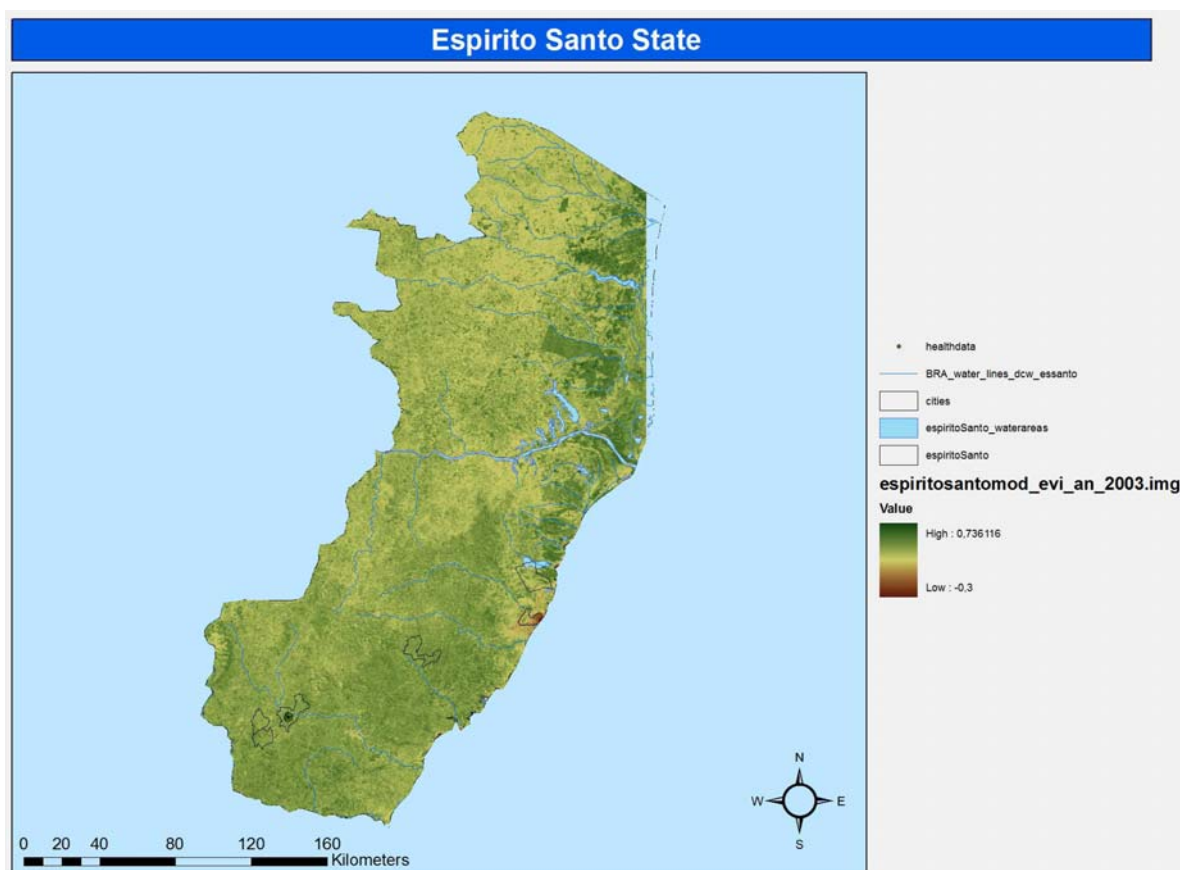 Espirito Santo State
healthdata
BRA_water_lines_dcw_essanto
cities
espiritoSanto_waterareas
espiritoSanto
espiritosantomod_evi_an_2003.img
Value
High : 0,736116
Low : -0,3
N
W E
S
0 20 40 80 120 160
Kilometers